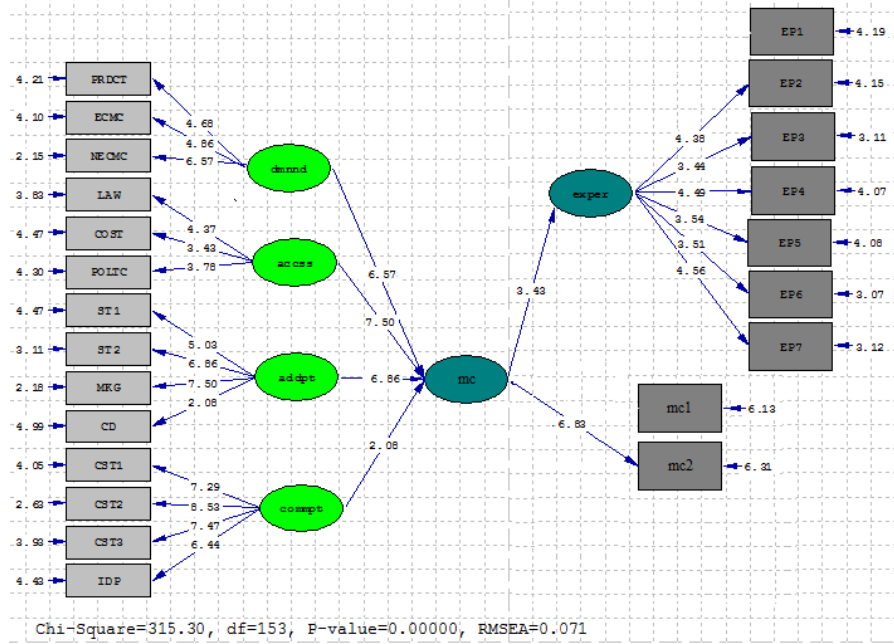 EP1
4.19
EP2
4.15
EP3
3.11
EP4
4.07
EP5
4.08
EP6
3.07
EP7
3.12
4.21
PRDCT
4.10
ECMC
2.15
NECMC
3.83
LAW
4.47
COST
4.30
POLTC
4.47
ST1
3.11
ST2
2.18
MKG
4.99
CD
4.05
CST1
2.63
CST2
3.93
CST3
4.43
IDP
4.68
4.86
6.57
dmnd
4.37
3.43
3.78
accss
5.03
6.86
7.50
2.08
addpt
7.29
8.53
7.47
6.44
commpt
6.57
7.50
6.86
2.08
mc
3.43
6.83
exper
4.38
3.44
4.49
3.54
3.51
4.56
mc1
6.13
mc2
6.31
Chi-Square=315.30, df=153, P-value=0.00000, RMSEA=0.071